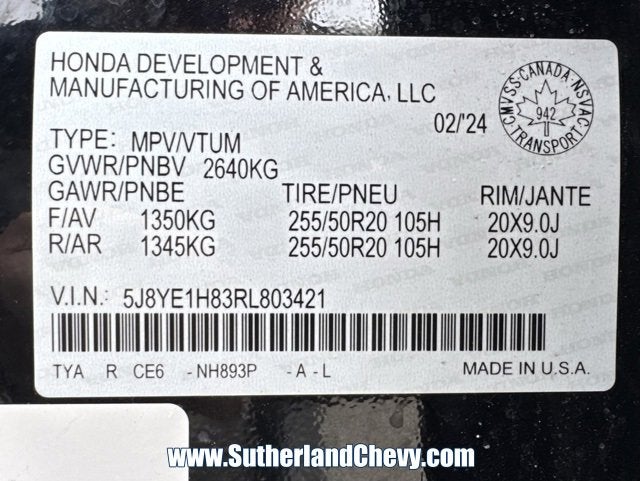 HONDA DEVELOPMENT &
MANUFACTURING OF AMERICA, LLC
02/'24
CMVSS-CANADA-NSVAC
942
TRANSPORT
TYPE: MPV/VTUM
GVWR/PNBV 2640KG
GAWR/PNBE TIRE/PNEU RIM/JANTE
F/AV 1350KG 255/50R20 105H 20X9.0J
R/AR 1345KG 255/50R20 105H 20X9.0J
V.I.N.: 5J8YE1H83RL803421
TYA R CE6 -NH893P -A-L MADE IN U.S.A.
www.SutherlandChevy.com